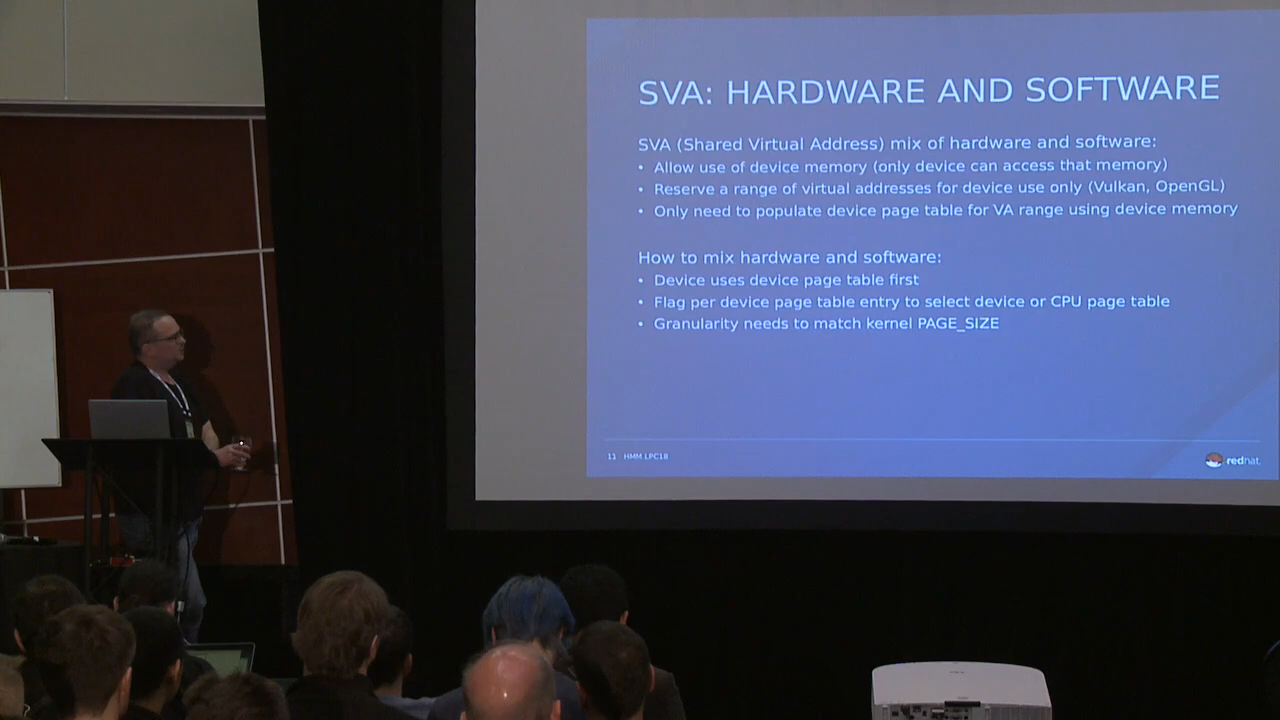 SVA: HARDWARE AND SOFTWARE
SVA (Shared Virtual Address) mix of hardware and software:
• Allow use of device memory (only device can access that memory)
• Reserve a range of virtual addresses for device use only (Vulkan, OpenGL)
• Only need to populate device page table for VA range using device memory
How to mix hardware and software:
• Device uses device page table first
• Flag per device page table entry to select device or CPU page table
• Granularity needs to match kernel PAGE_SIZE
11 HMM LPC18
redhat.